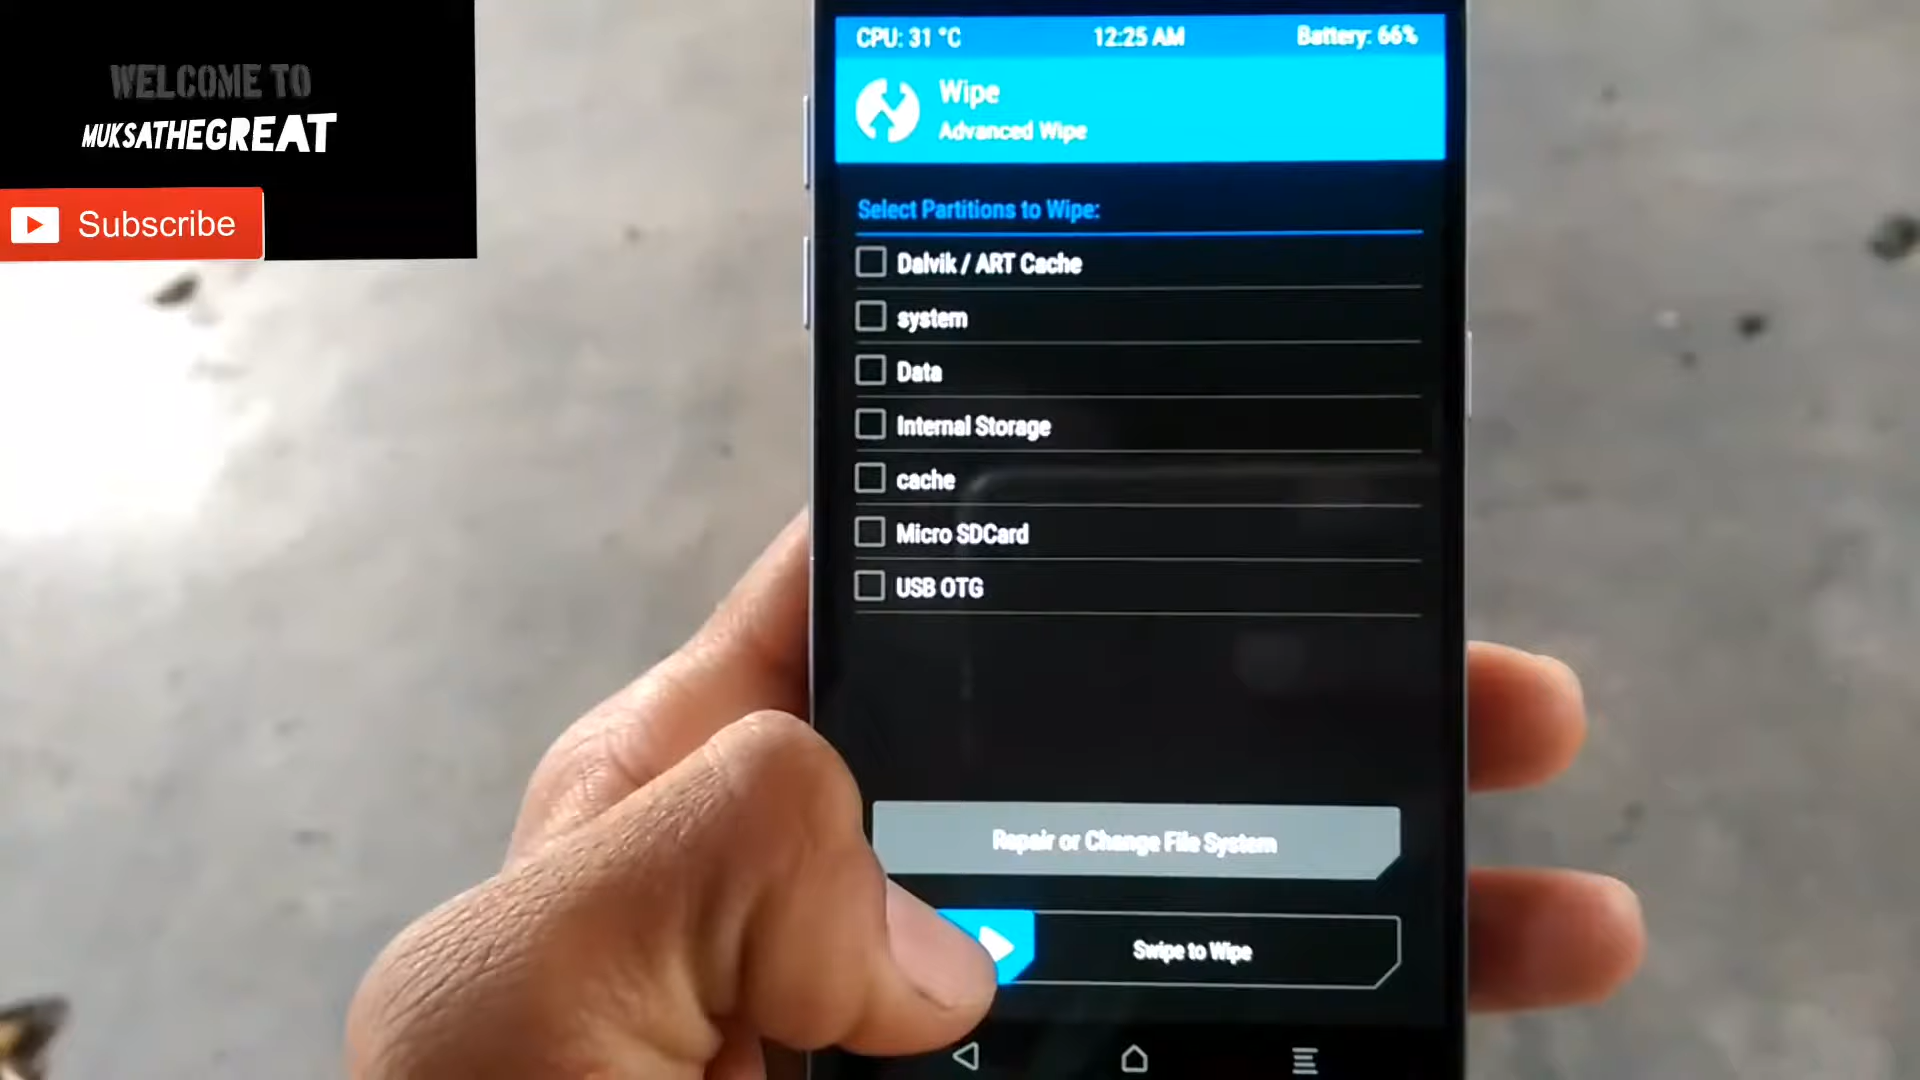 WELCOME TO
MUKSATHEGREAT
Subscribe
CPU: 31 °C 12:25 AM Battery: 66%
Wipe
Advanced Wipe
Select Partitions to Wipe:
Dalvik / ART Cache
system
Data
Internal Storage
cache
Micro SDCard
USB OTG
Repair or Change File System
Swipe to Wipe